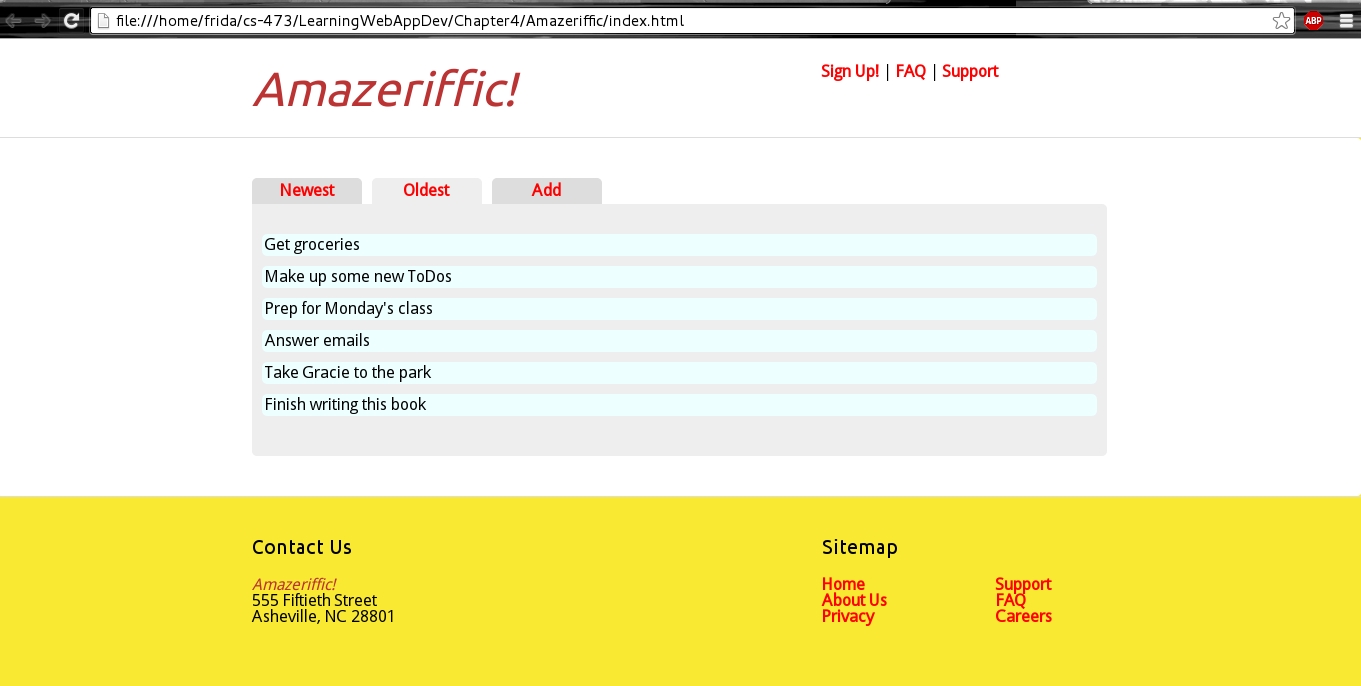 file:///home/frida/cs-473/LearningWebAppDev/Chapter4/Amazeriffic/index.html
ABP
Amazeriffic!
Sign Up! | FAQ | Support
Newest Oldest Add
Get groceries
Make up some new ToDos
Prep for Monday's class
Answer emails
Take Gracie to the park
Finish writing this book
Contact Us
Amazeriffic!
555 Fiftieth Street
Asheville, NC 28801
Sitemap
Home Support
About Us FAQ
Privacy Careers